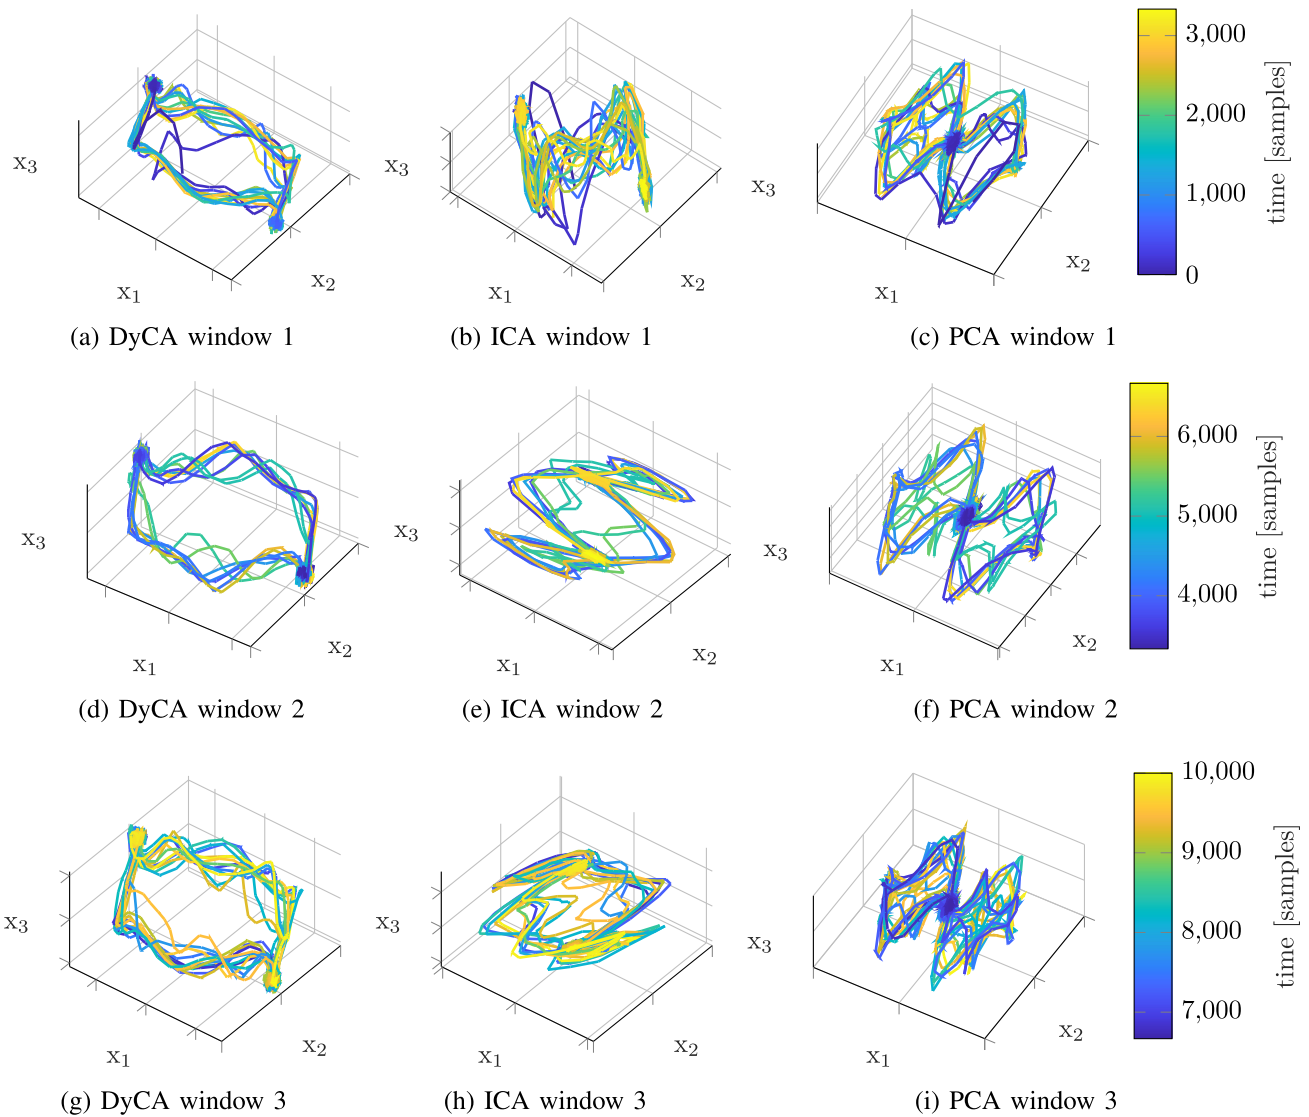 x₃
x₁
x₂
(a) DyCA window 1
x₃
x₁
x₂
(b) ICA window 1
x₃
x₁
x₂
(c) PCA window 1
3,000
2,000
1,000
0
time [samples]
x₃
x₁
x₂
(d) DyCA window 2
x₃
x₁
x₂
(e) ICA window 2
x₃
x₁
x₂
(f) PCA window 2
6,000
5,000
4,000
time [samples]
x₃
x₁
x₂
(g) DyCA window 3
x₃
x₁
x₂
(h) ICA window 3
x₃
x₁
x₂
(i) PCA window 3
10,000
9,000
8,000
7,000
time [samples]